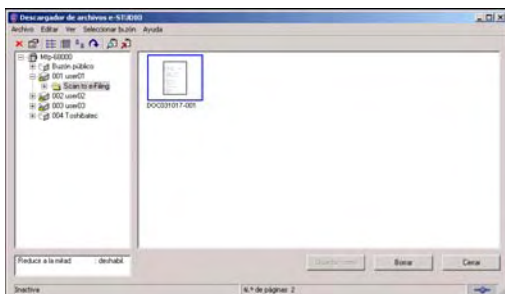 Descargador de archivos e-STUDIO
Archivo Editar Ver Seleccionar buzón Ayuda
Mfp-60000
Buzón público
001 user01
Scan to e-Filing
002 user02
003 user03
004 Toshibatec
DOC031017-001
Reducir a la mitad : deshabil.
Borrar Cerrar
Inactiva N.º de páginas 2